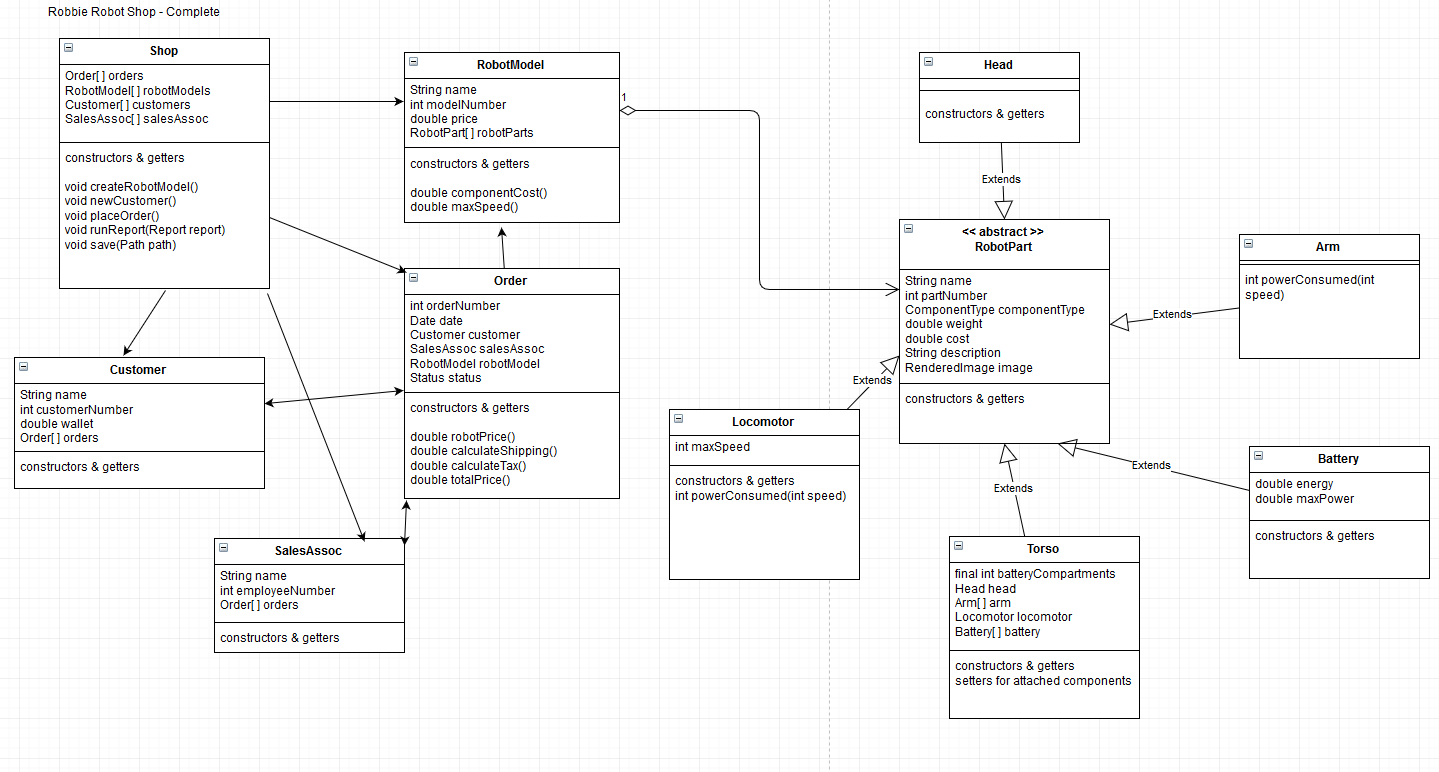 Robbie Robot Shop - Complete
Shop
Order[ ] orders
RobotModel[ ] robotModels
Customer[ ] customers
SalesAssoc[ ] salesAssoc
constructors & getters
void createRobotModel()
void newCustomer()
void placeOrder()
void runReport(Report report)
void save(Path path)
RobotModel
String name
int modelNumber
double price
RobotPart[ ] robotParts
constructors & getters
double componentCost()
double maxSpeed()
1
Order
int orderNumber
Date date
Customer customer
SalesAssoc salesAssoc
RobotModel robotModel
Status status
constructors & getters
double robotPrice()
double calculateShipping()
double calculateTax()
double totalPrice()
Customer
String name
int customerNumber
double wallet
Order[ ] orders
constructors & getters
SalesAssoc
String name
int employeeNumber
Order[ ] orders
constructors & getters
Head
constructors & getters
Extends
<< abstract >>
RobotPart
String name
int partNumber
ComponentType componentType
double weight
double cost
String description
RenderedImage image
constructors & getters
Arm
int powerConsumed(int
speed)
Extends
Extends
Locomotor
int maxSpeed
constructors & getters
int powerConsumed(int speed)
Extends
Torso
final int batteryCompartments
Head head
Arm[ ] arm
Locomotor locomotor
Battery[ ] battery
constructors & getters
setters for attached components
Extends
Battery
double energy
double maxPower
constructors & getters